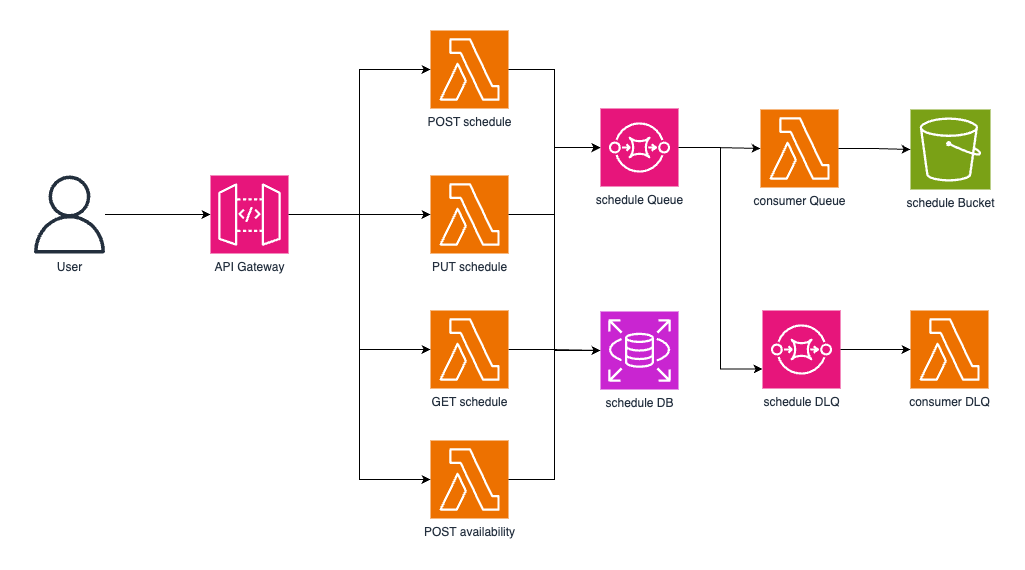 POST schedule
schedule Queue
consumer Queue
schedule Bucket
User
</>
API Gateway
PUT schedule
GET schedule
schedule DB
schedule DLQ
consumer DLQ
POST availability